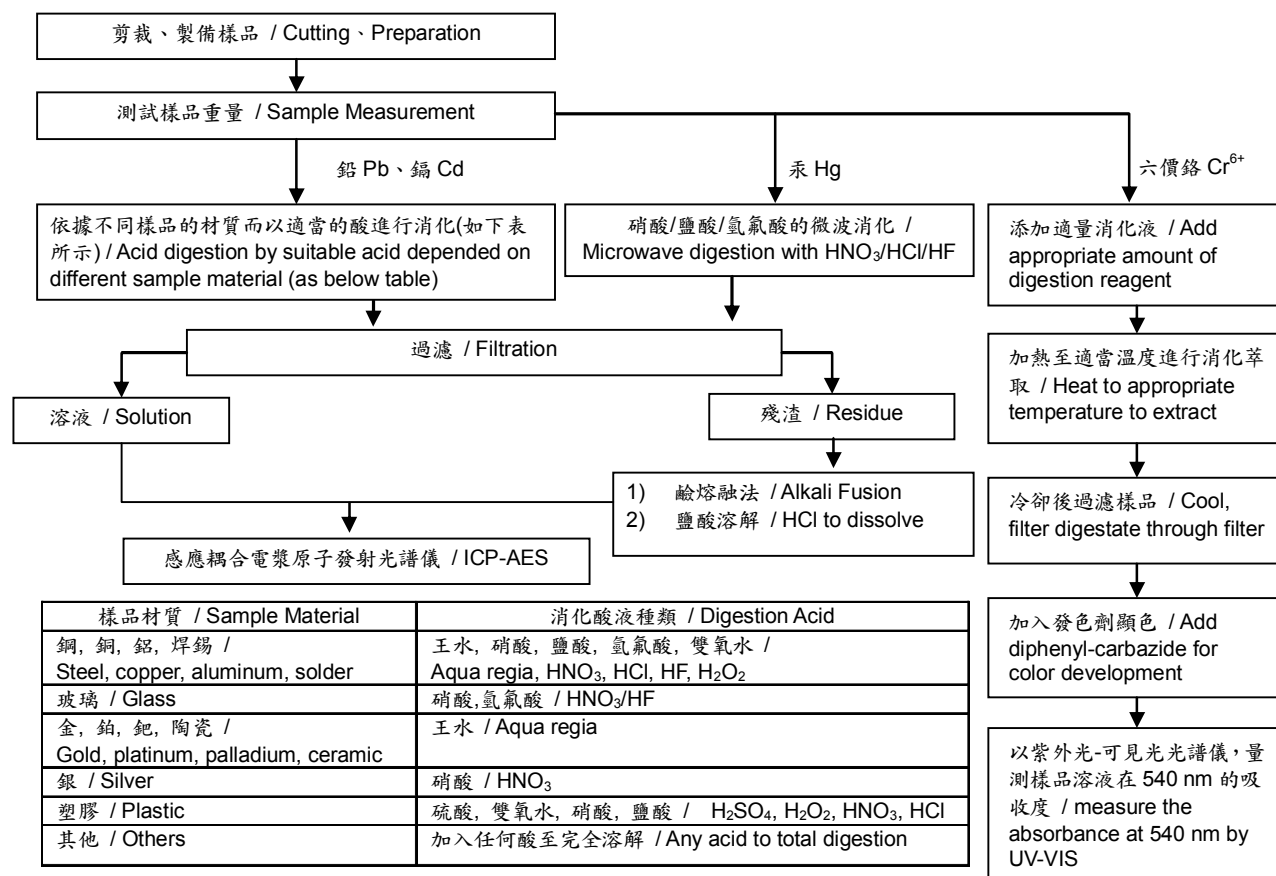 剪裁、製備樣品 / Cutting、Preparation
測試樣品重量 / Sample Measurement
鉛 Pb、鎘 Cd
汞 Hg
六價鉻 Cr6+
依據不同樣品的材質而以適當的酸進行消化(如下表
所示) / Acid digestion by suitable acid depended on
different sample material (as below table)
硝酸/鹽酸/氫氟酸的微波消化 /
Microwave digestion with HNO3/HCl/HF
添加適量消化液 / Add
appropriate amount of
digestion reagent
過濾 / Filtration
加熱至適當溫度進行消化萃
取 / Heat to appropriate
temperature to extract
溶液 / Solution
殘渣 / Residue
1) 鹼熔融法 / Alkali Fusion
2) 鹽酸溶解 / HCl to dissolve
冷卻後過濾樣品 / Cool,
filter digestate through filter
感應耦合電漿原子發射光譜儀 / ICP-AES
加入發色劑顯色 / Add
diphenyl-carbazide for
color development
以紫外光-可見光光譜儀，量
測樣品溶液在 540 nm 的吸
收度 / measure the
absorbance at 540 nm by
UV-VIS
樣品材質 / Sample Material
消化酸液種類 / Digestion Acid
鋼, 銅, 鋁, 焊錫 /
Steel, copper, aluminum, solder
王水, 硝酸, 鹽酸, 氫氟酸, 雙氧水 /
Aqua regia, HNO3, HCl, HF, H2O2
玻璃 / Glass
硝酸,氫氟酸 / HNO3/HF
金, 鉑, 鈀, 陶瓷 /
Gold, platinum, palladium, ceramic
王水 / Aqua regia
銀 / Silver
硝酸 / HNO3
塑膠 / Plastic
硫酸, 雙氧水, 硝酸, 鹽酸 / H2SO4, H2O2, HNO3, HCl
其他 / Others
加入任何酸至完全溶解 / Any acid to total digestion